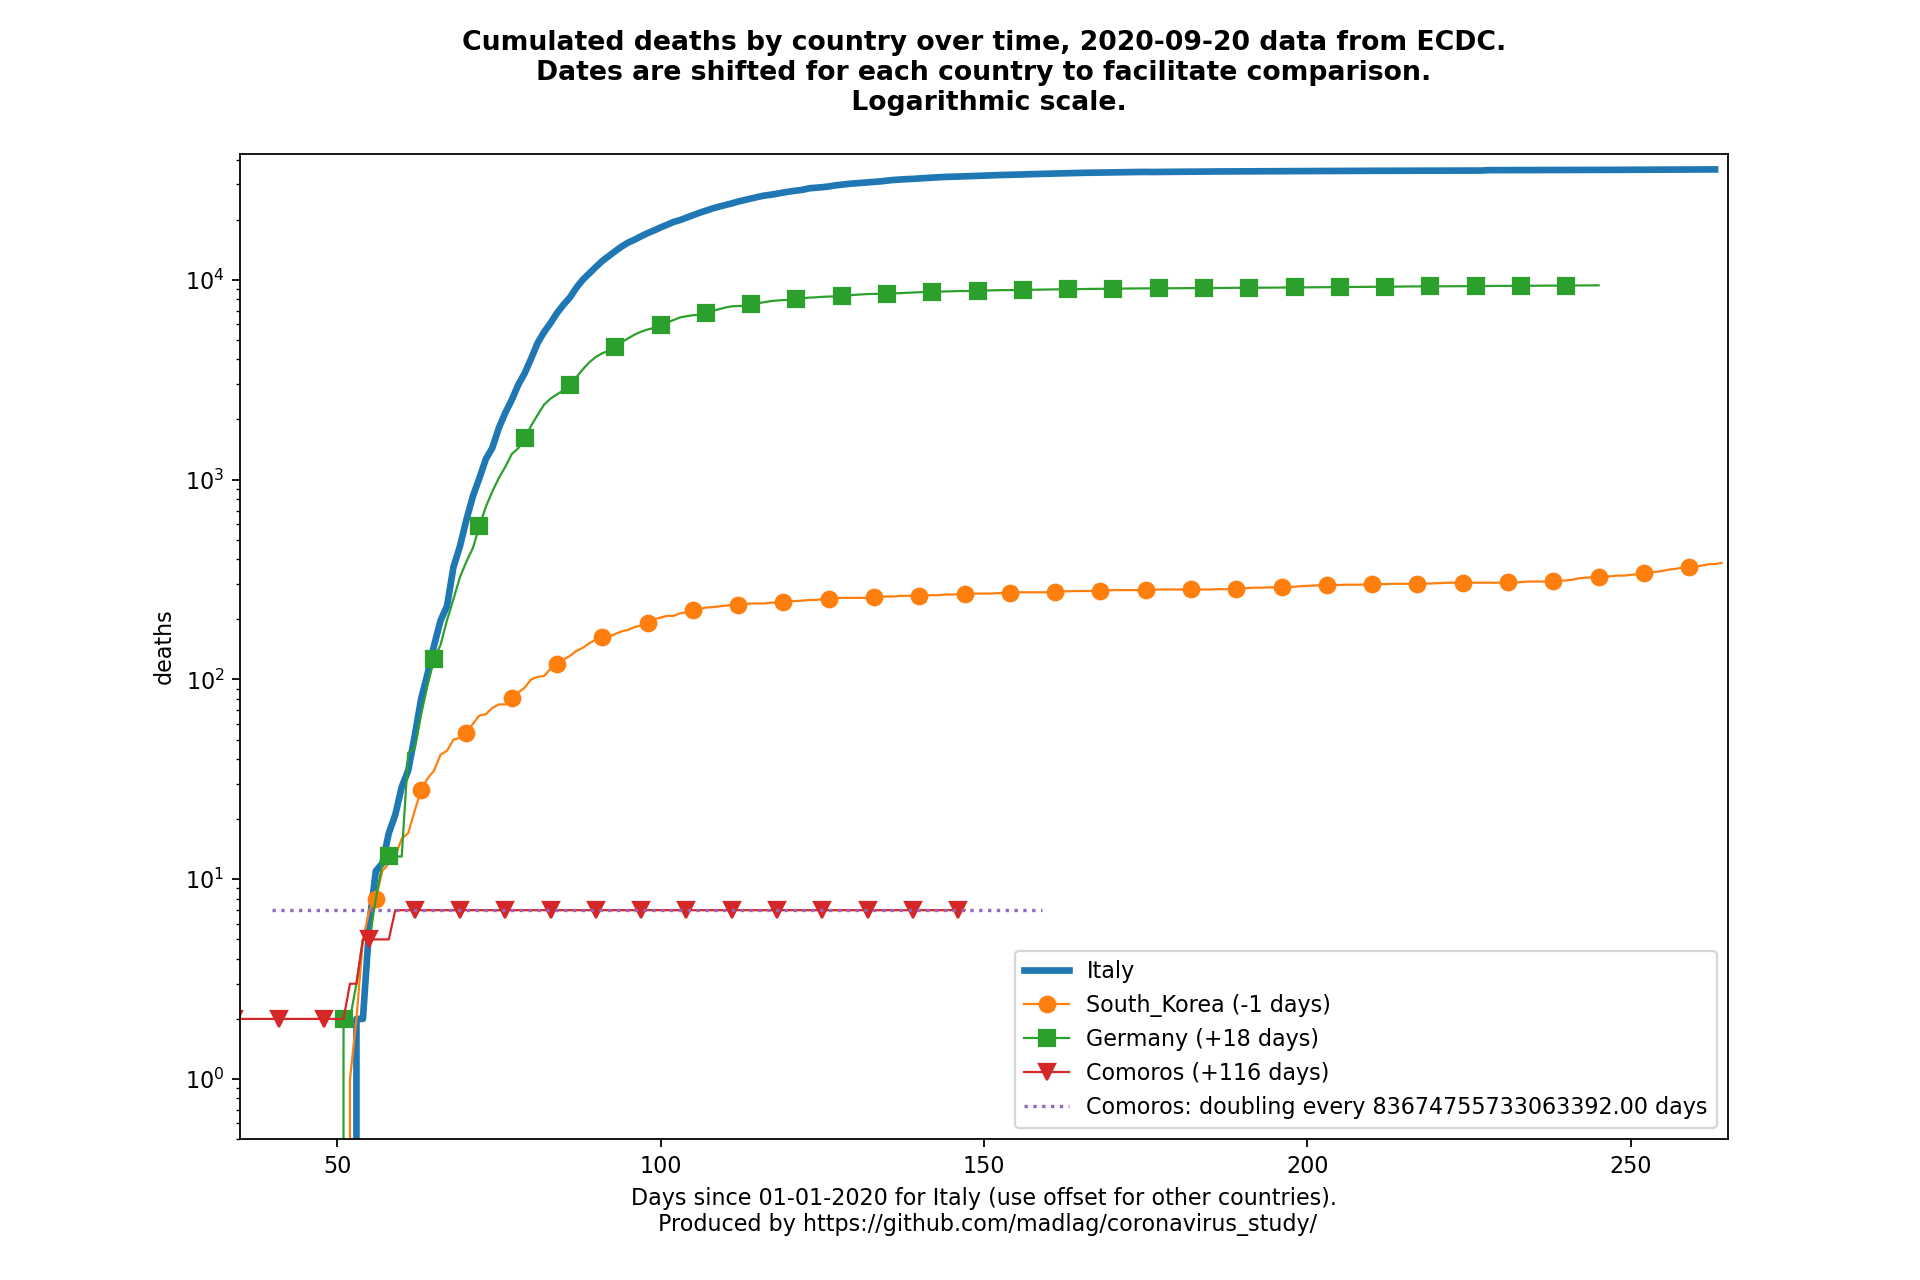 Cumulated deaths by country over time, 2020-09-20 data from ECDC.
Dates are shifted for each country to facilitate comparison.
Logarithmic scale.
deaths
10^4
10^3
10^2
10^1
10^0
50
100
150
200
250
Italy
South_Korea (-1 days)
Germany (+18 days)
Comoros (+116 days)
Comoros: doubling every 83674755733063392.00 days
Days since 01-01-2020 for Italy (use offset for other countries).
Produced by https://github.com/madlag/coronavirus_study/